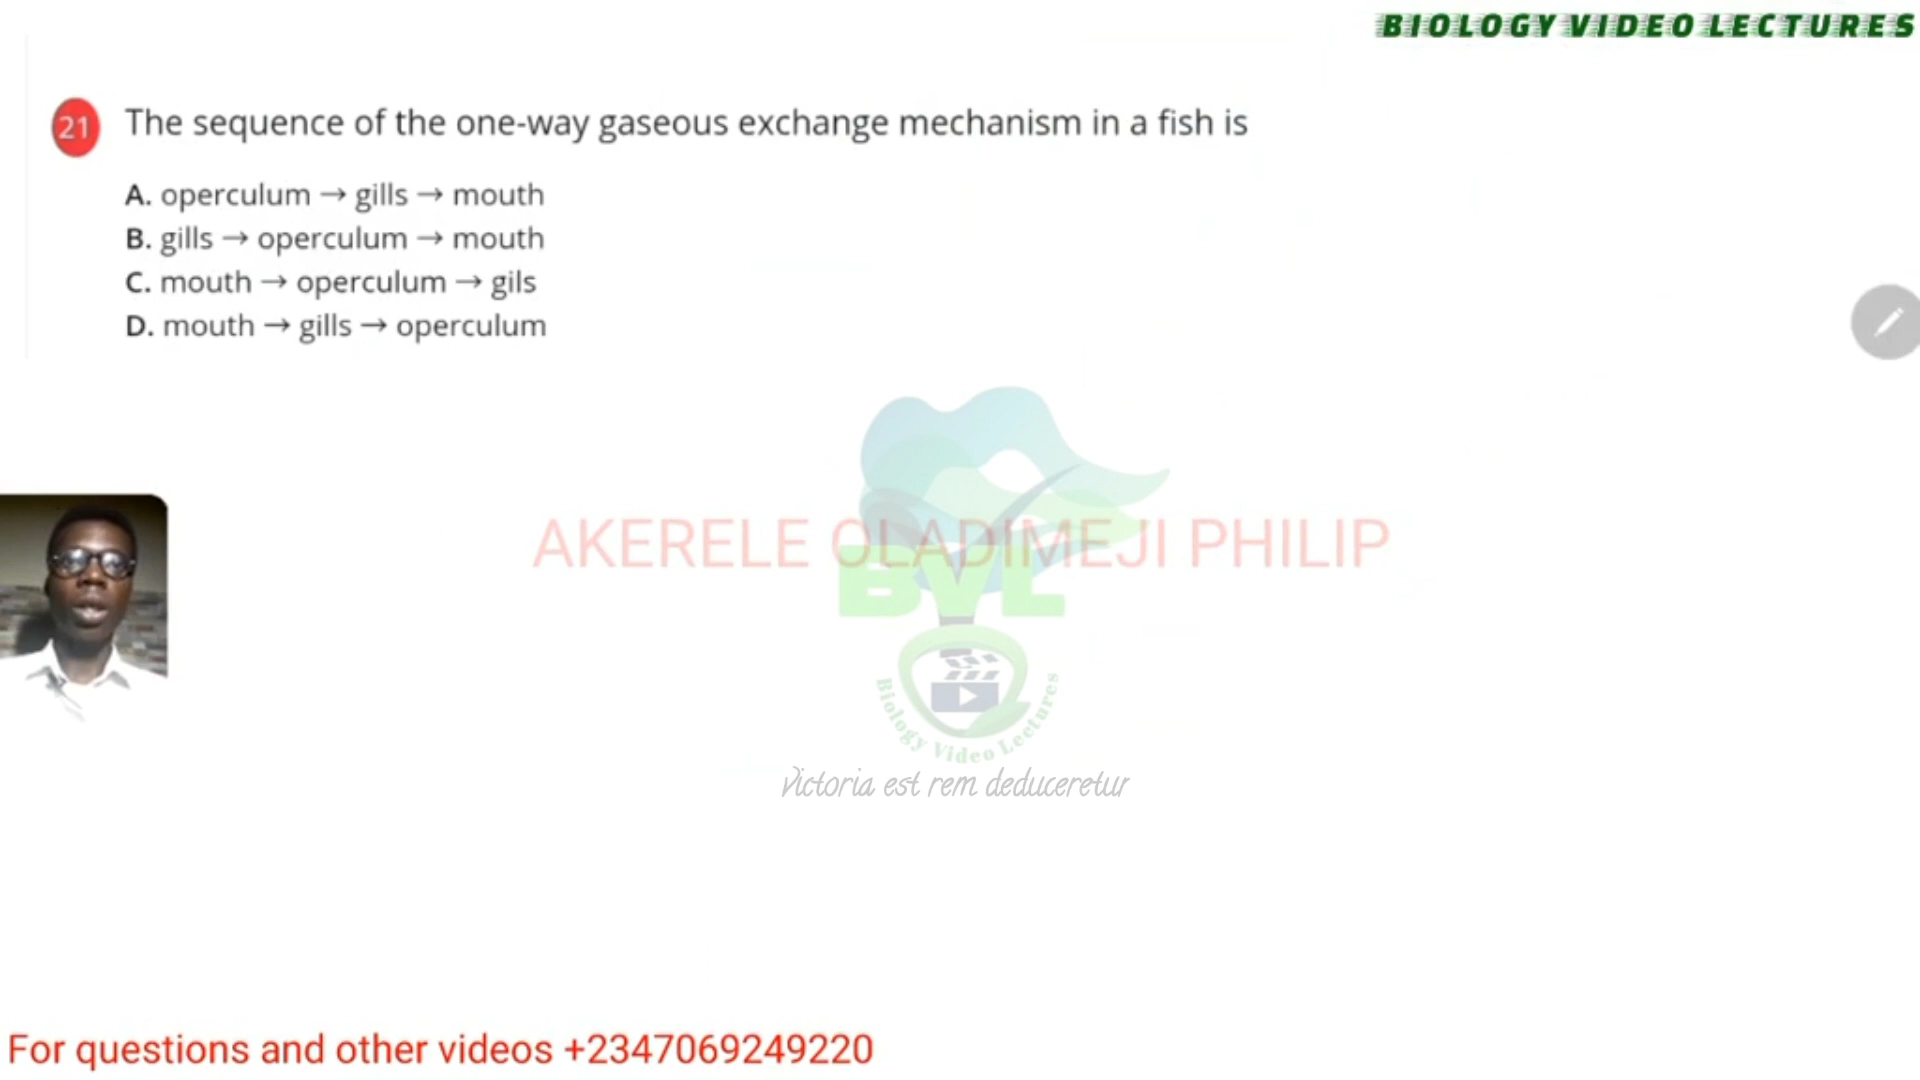 BIOLOGY VIDEO LECTURES
21 The sequence of the one-way gaseous exchange mechanism in a fish is
A. operculum → gills → mouth
B. gills → operculum → mouth
C. mouth → operculum → gils
D. mouth → gills → operculum
AKERELE OLADIMEJI PHILIP
BVL
Biology Video Lectures
Victoria est rem deduceretur
For questions and other videos +2347069249220